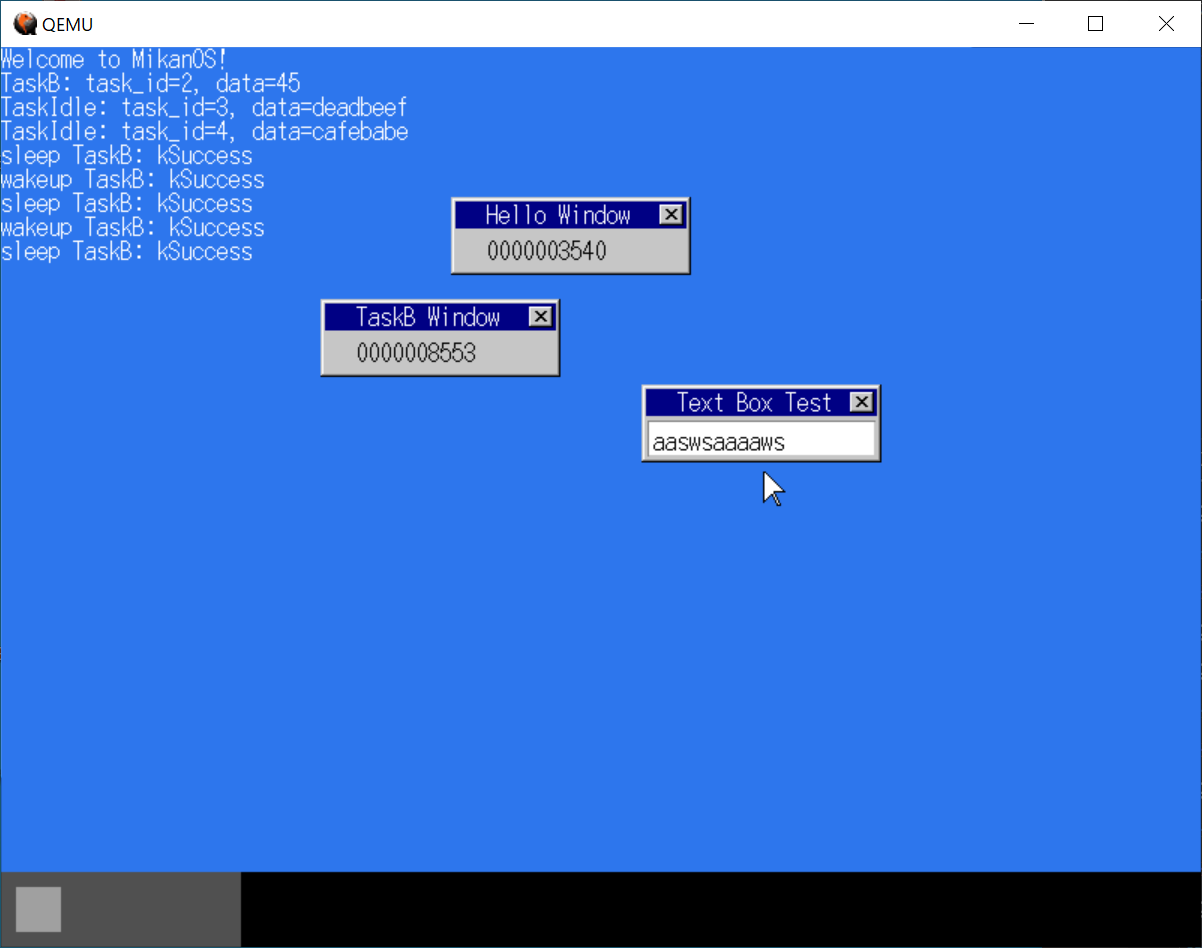 QEMU
Welcome to MikanOS!
TaskB: task_id=2, data=45
TaskIdle: task_id=3, data=deadbeef
TaskIdle: task_id=4, data=cafebabe
sleep TaskB: kSuccess
wakeup TaskB: kSuccess
sleep TaskB: kSuccess
wakeup TaskB: kSuccess
sleep TaskB: kSuccess
Hello Window
0000003540
TaskB Window
0000008553
Text Box Test
aaswsaaaaws